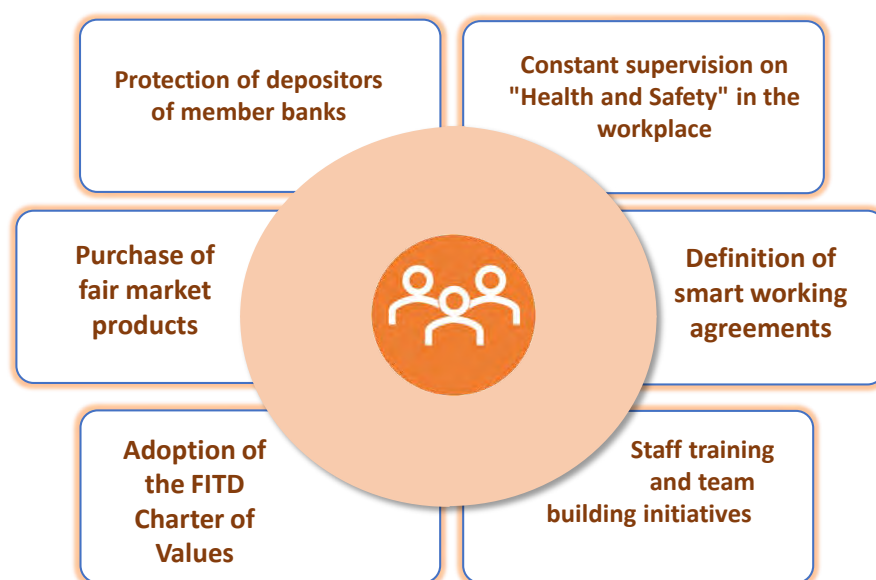 Protection of depositors
of member banks
Constant supervision on
"Health and Safety" in the
workplace
Purchase of
fair market
products
Definition of
smart working
agreements
Adoption of
the FITD
Charter of
Values
Staff training
and team
building initiatives